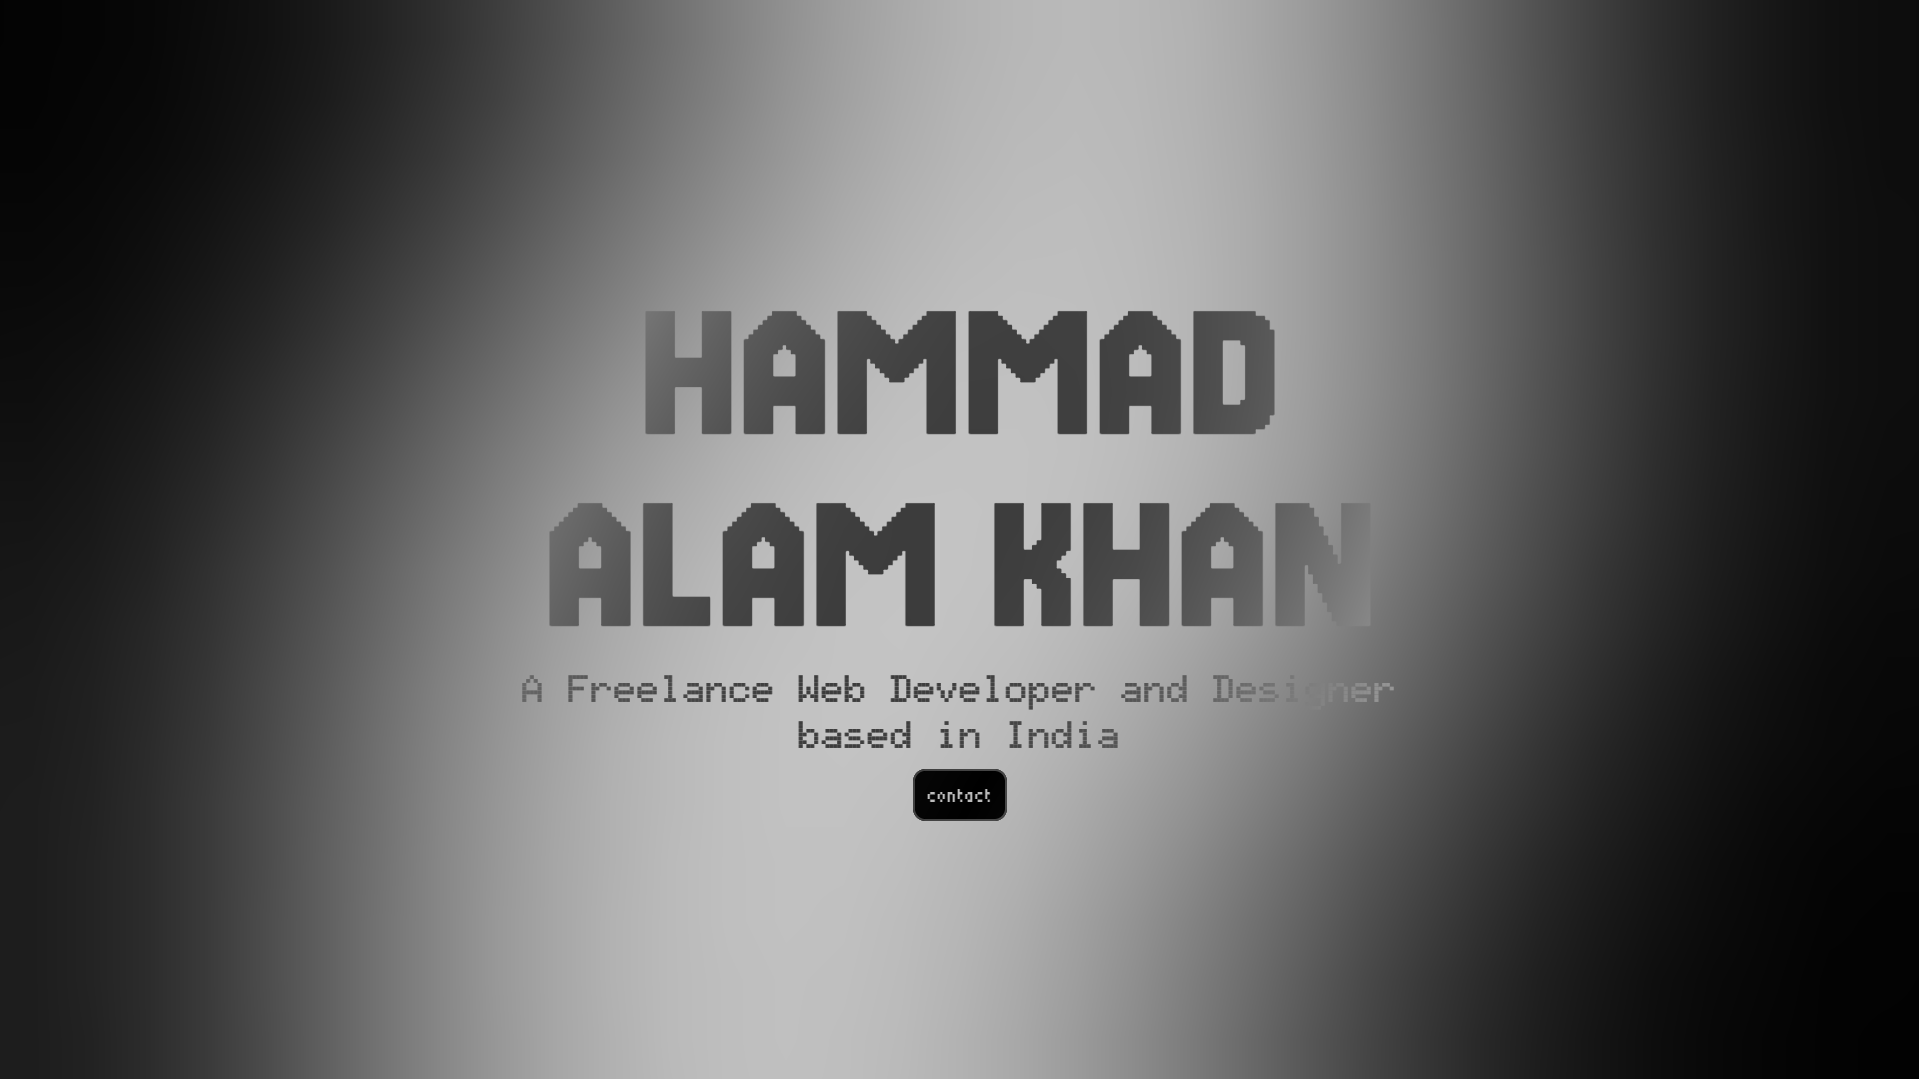 HAMMAD
ALAM KHAN
A Freelance Web Developer and Designer
based in India
contact